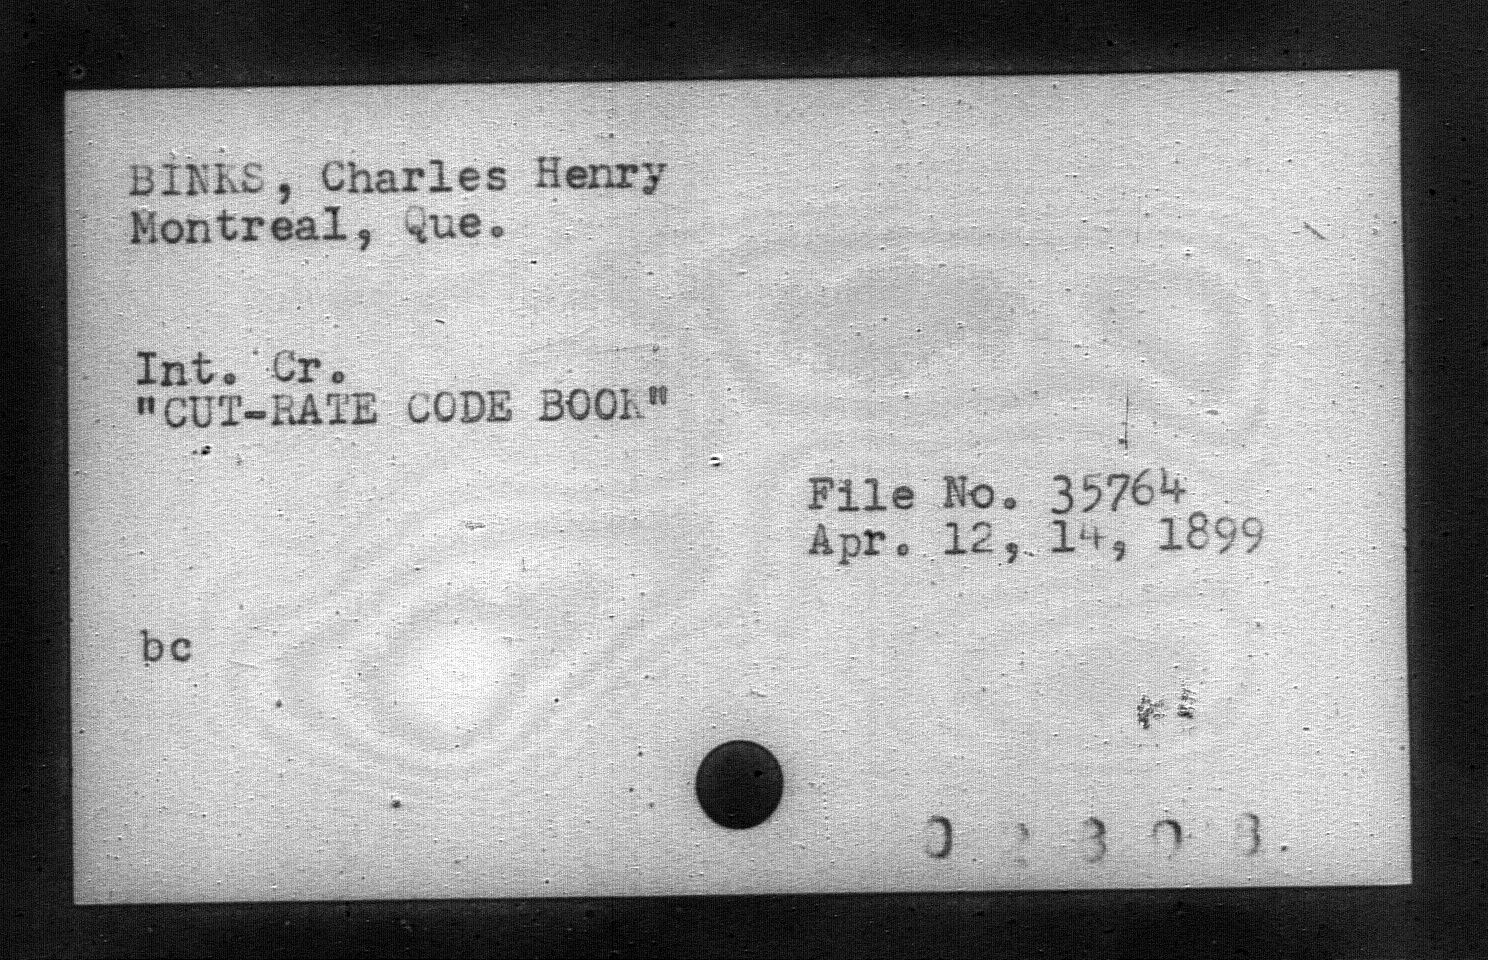 BINKS, Charles Henry
Montreal, Que.
Int. Cr.
"CUT-RATE CODE BOOK"
File No. 35764
Apr. 12, 14, 1899
bc